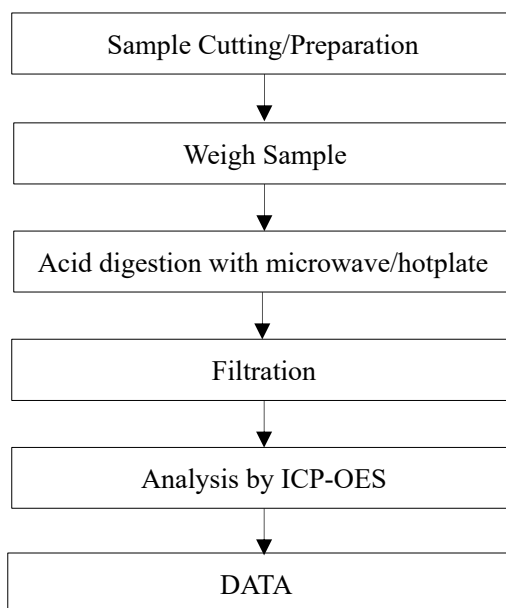 Sample Cutting/Preparation
Weigh Sample
Acid digestion with microwave/hotplate
Filtration
Analysis by ICP-OES
DATA